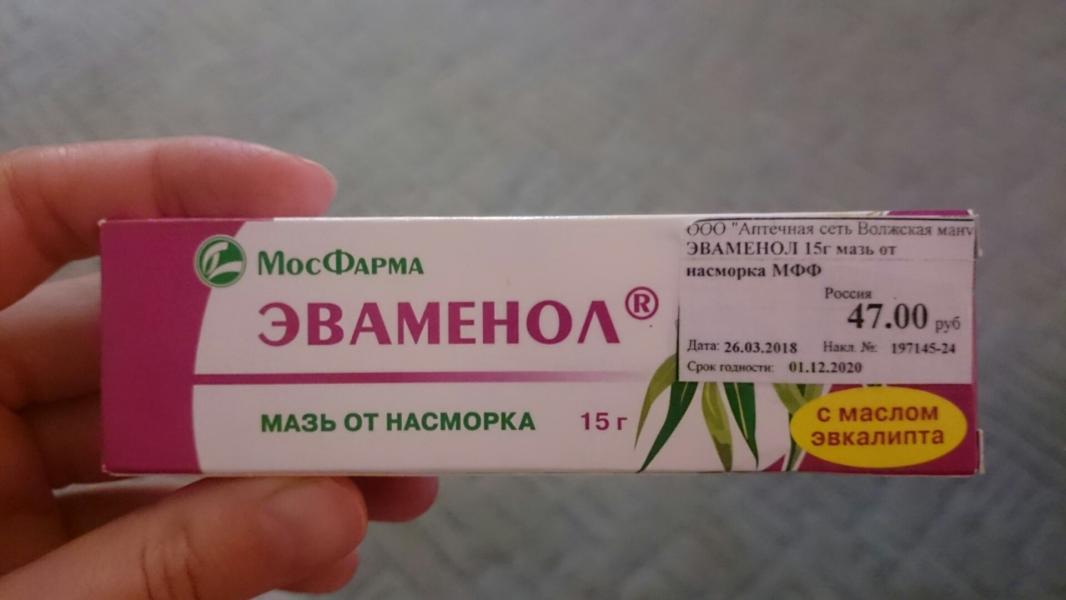 МосФарма
ЭВАМЕНОЛ®
МАЗЬ ОТ НАСМОРКА 15 г
ООО "Аптечная сеть Волжская
ЭВАМЕНОЛ 15г мазь от
насморка МФФ
Россия
47.00 руб
Дата: 26.03.2018 Накл. №: 197145-24
Срок годности: 01.12.2020
с маслом
эвкалипта